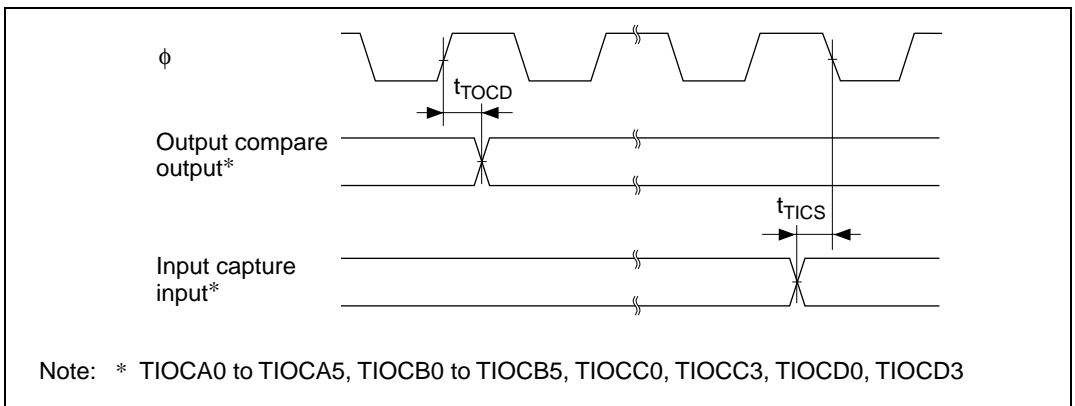 ϕ
tTOCD
Output compare
output*
tTICS
Input capture
input*
Note: * TIOCA0 to TIOCA5, TIOCB0 to TIOCB5, TIOCC0, TIOCC3, TIOCD0, TIOCD3